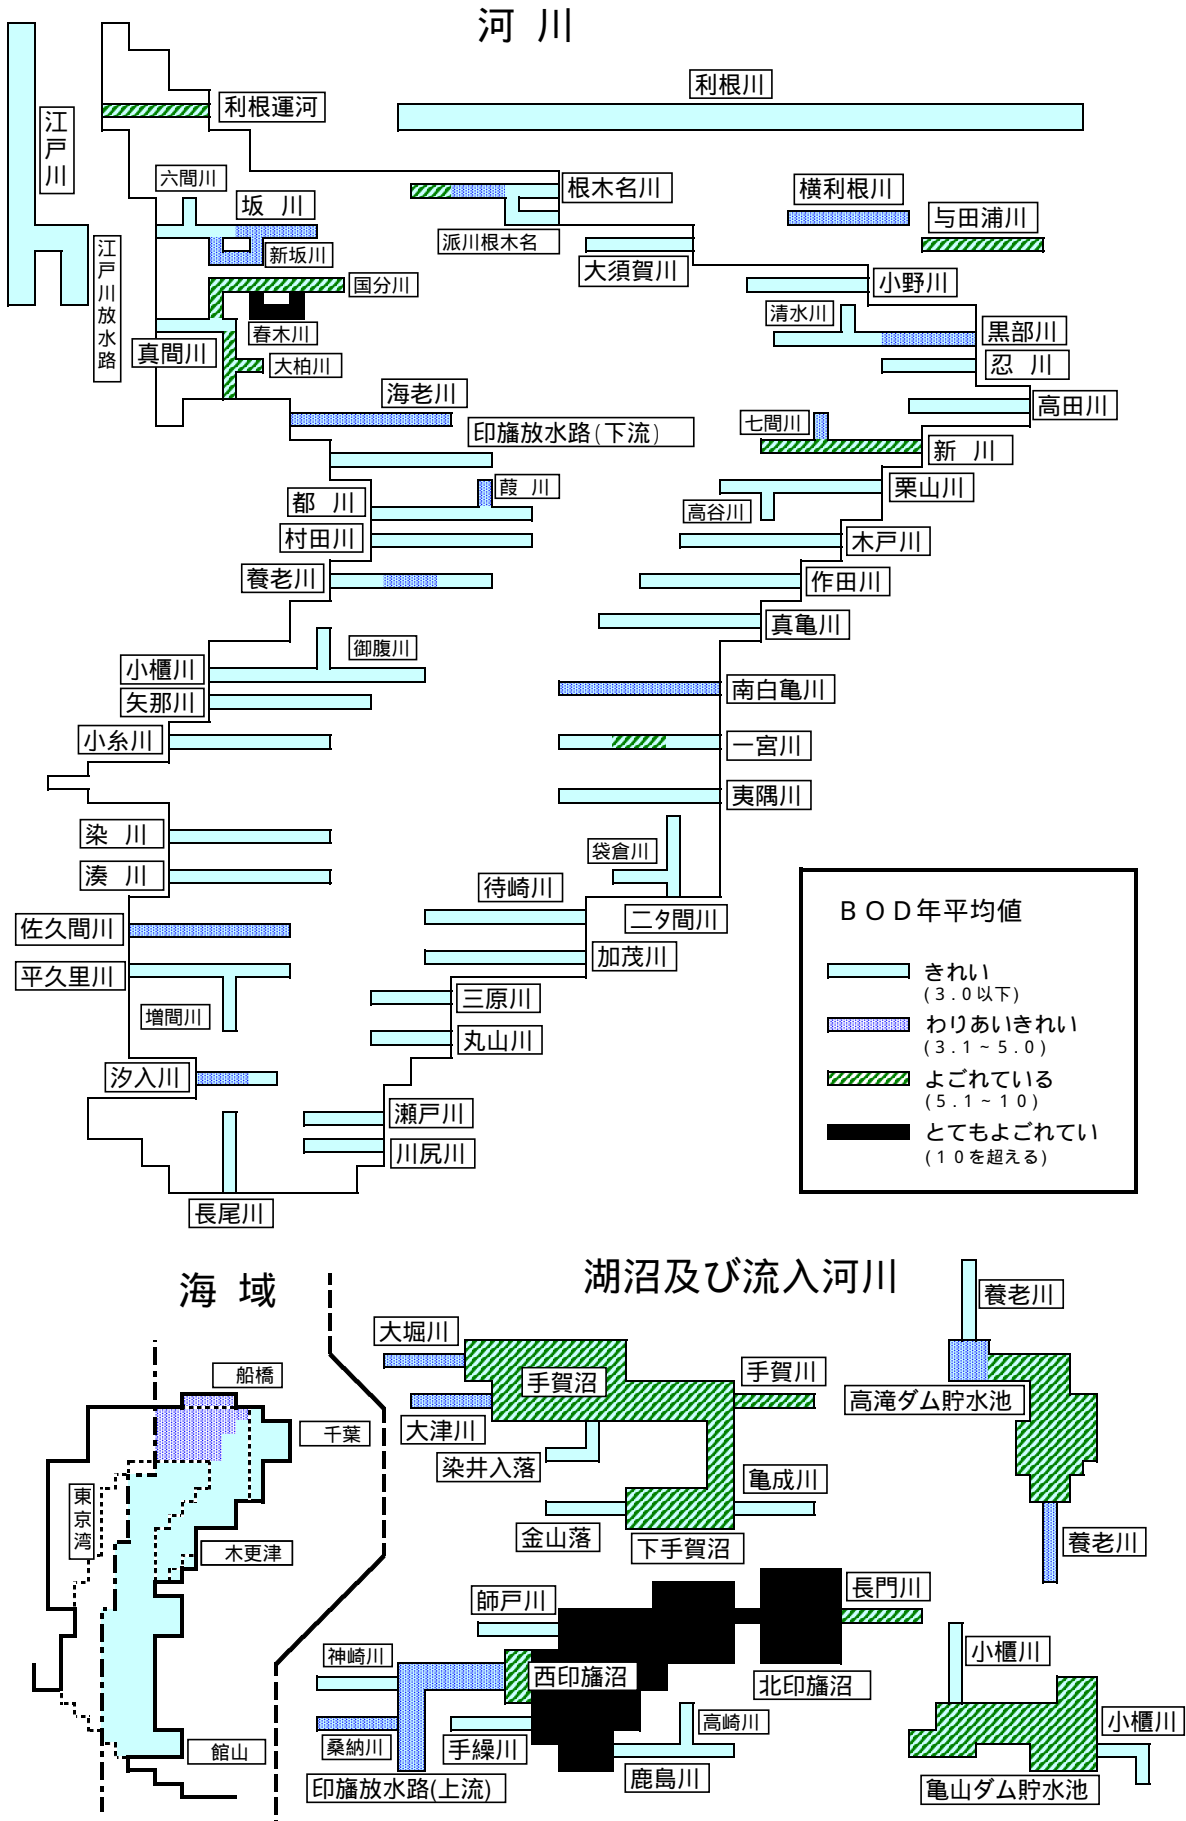 河 川
利根川
利根運河
江戸川
六間川
坂 川
新坂川
江戸川放水路
根木名川
派川根木名
横利根川
与田浦川
大須賀川
小野川
国分川
春木川
真間川
大柏川
清水川
黒部川
忍 川
高田川
海老川
印旛放水路(下流)
七間川
新 川
葭 川
都 川
栗山川
高谷川
村田川
木戸川
養老川
作田川
真亀川
御腹川
小櫃川
矢那川
南白亀川
小糸川
一宮川
夷隅川
染 川
袋倉川
湊 川
待崎川
二タ間川
佐久間川
加茂川
平久里川
増間川
三原川
丸山川
汐入川
瀬戸川
川尻川
長尾川
BOD年平均値
きれい
(3.0以下)
わりあいきれい
(3.1~5.0)
よごれている
(5.1~10)
とてもよごれてい
(10を超える)
海 域
船橋
千葉
東京湾
木更津
館山
湖沼及び流入河川
大堀川
手賀沼
手賀川
大津川
染井入落
亀成川
金山落
下手賀沼
養老川
高滝ダム貯水池
養老川
師戸川
長門川
神崎川
西印旛沼
北印旛沼
桑納川
手繰川
高崎川
印旛放水路(上流)
鹿島川
小櫃川
小櫃川
亀山ダム貯水池